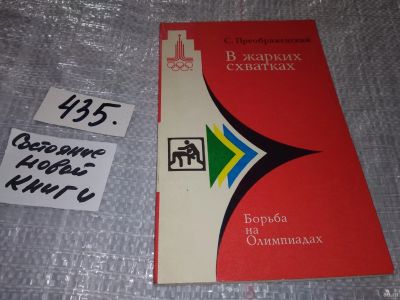 С. Преображенский
В жарких
схватках
435.
Состояние
новой
книги
Борьба
на
Олимпиадах